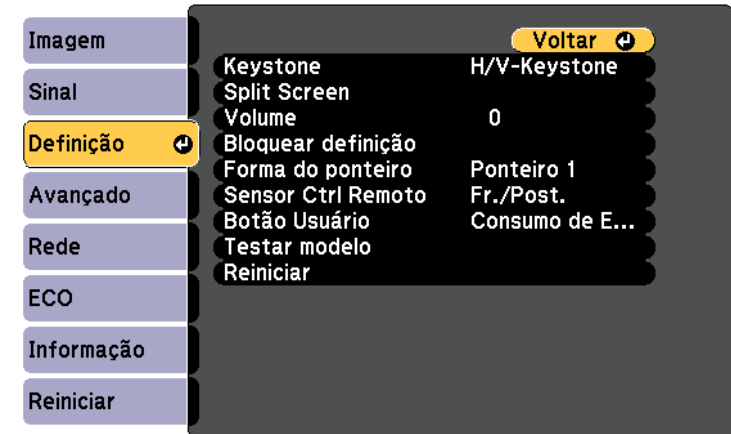 Imagem
Sinal
Definição
Avançado
Rede
ECO
Informação
Reiniciar
Voltar
Keystone H/V-Keystone
Split Screen
Volume 0
Bloquear definição
Forma do ponteiro Ponteiro 1
Sensor Ctrl Remoto Fr./Post.
Botão Usuário Consumo de E...
Testar modelo
Reiniciar